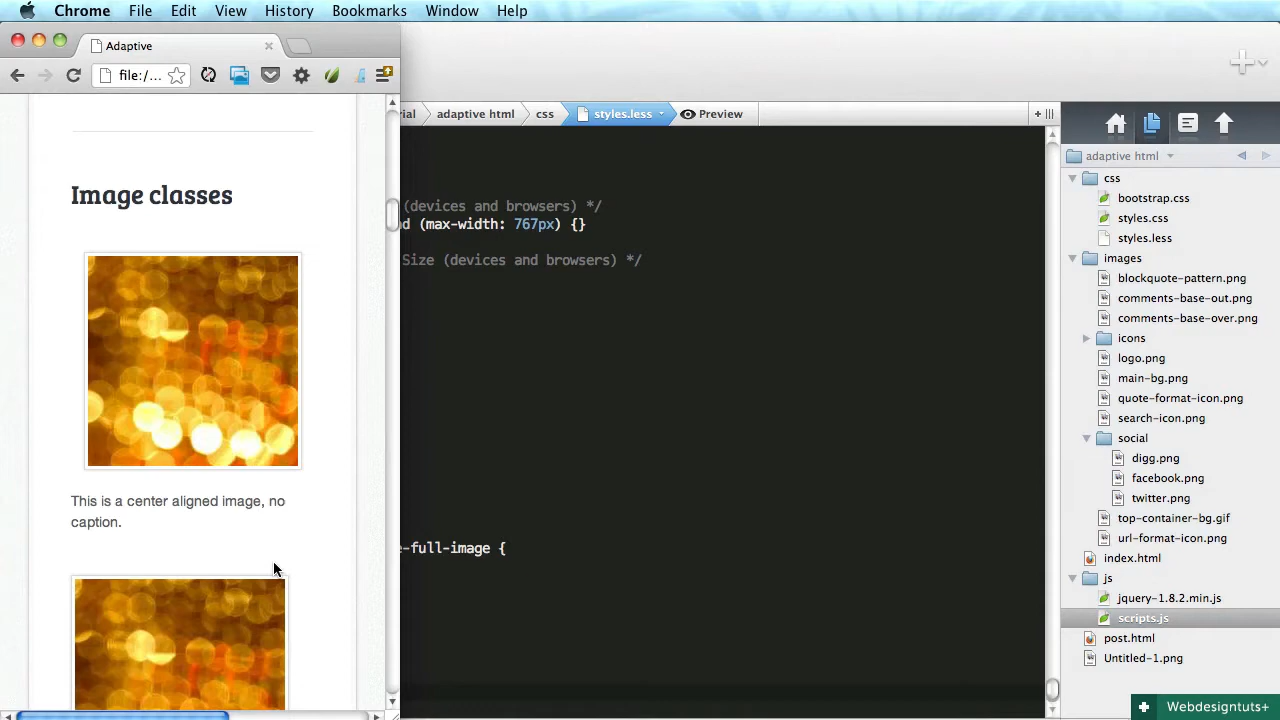 Chrome File Edit View History Bookmarks Window Help
Adaptive
file:/...
ial adaptive html css styles.less Preview
Image classes
This is a center aligned image, no
caption.
(devices and browsers) */
d (max-width: 767px) {}
Size (devices and browsers) */
e-full-image {
adaptive html
css
bootstrap.css
styles.css
styles.less
images
blockquote-pattern.png
comments-base-out.png
comments-base-over.png
icons
logo.png
main-bg.png
quote-format-icon.png
search-icon.png
social
digg.png
facebook.png
twitter.png
top-container-bg.gif
url-format-icon.png
index.html
js
jquery-1.8.2.min.js
scripts.js
post.html
Untitled-1.png
Webdesigntuts+